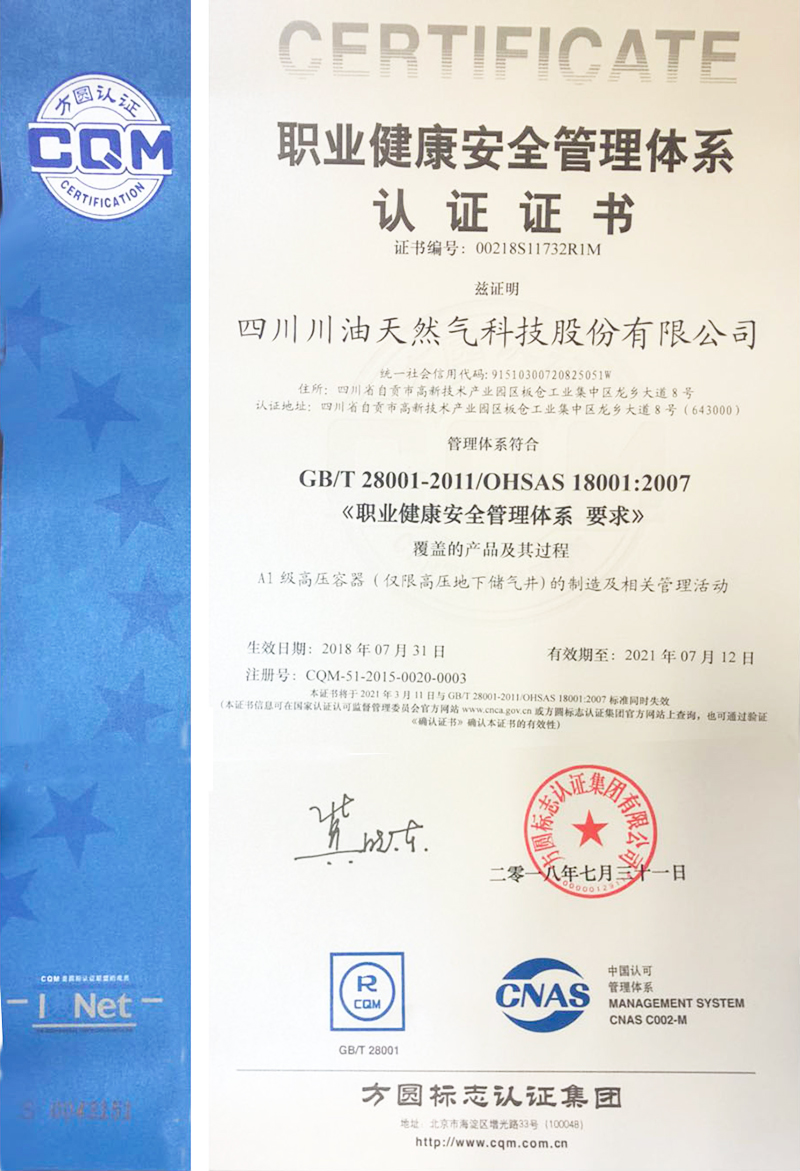 方圆认证
CQM
CERTIFICATION
CERTIFICATE
职业健康安全管理体系
认证证书
证书编号：00218S11732R1M
兹证明
四川川油天然气科技股份有限公司
统一社会信用代码:91510300720825051W
住所：四川省自贡市高新技术产业园区板仓工业集中区龙乡大道8号
认证地址：四川省自贡市高新技术产业园区板仓工业集中区龙乡大道8号(643000)
管理体系符合
GB/T 28001-2011/OHSAS 18001:2007
《职业健康安全管理体系 要求》
覆盖的产品及其过程
A1级高压容器(仅限高压地下储气井)的制造及相关管理活动
生效日期：2018年07月31日
有效期至：2021年07月12日
注册号：CQM-51-2015-0020-0003
本证书将于2021年3月11日与GB/T 28001-2011/OHSAS 18001:2007标准同时失效
(本证书信息可在国家认证认可监督管理委员会官方网站www.cnca.gov.cn或方圆标志认证集团官方网站上查询，也可通过验证
《确认证书》确认本证书的有效性)
方圆标志认证集团有限公司
二零一八年七月三十一日
R
CQM
GB/T 28001
CNAS
中国认可
管理体系
MANAGEMENT SYSTEM
CNAS C002-M
I Net
方圆标志认证集团
地址：北京市海淀区增光路33号 (100048)
http://www.cqm.com.cn